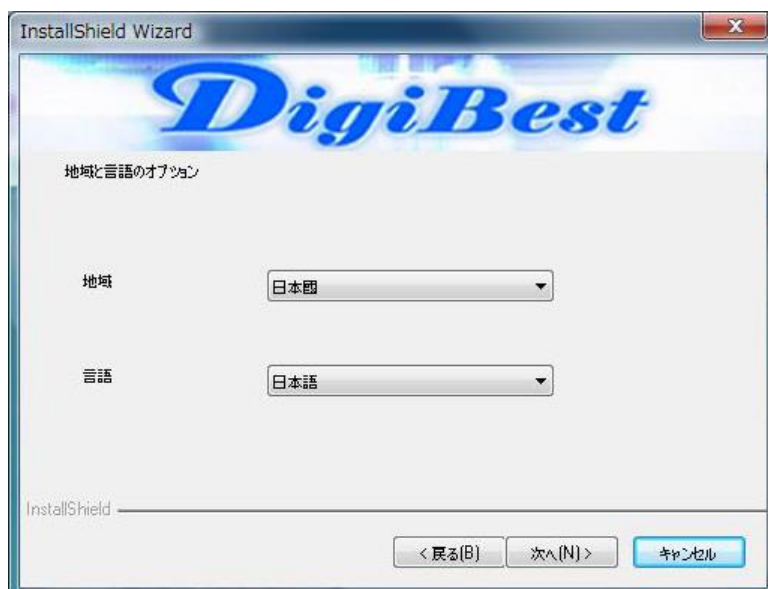 InstallShield Wizard
DigiBest
地域と言語のオプション
地域
日本國
言語
日本語
InstallShield
< 戻る(B)
次へ(N) >
キャンセル